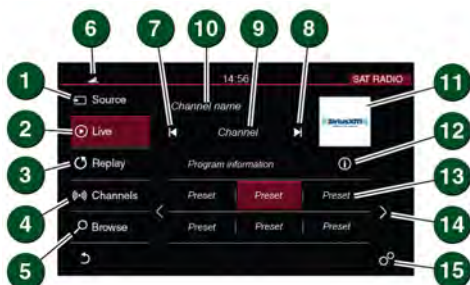 6 7 10 9 8
14:56 SAT RADIO
1 Source Channel name 11
SiriusXM
2 Live Channel
12
3 Replay Program information
13
4 Channels Preset Preset Preset
14
5 Browse Preset Preset Preset
15